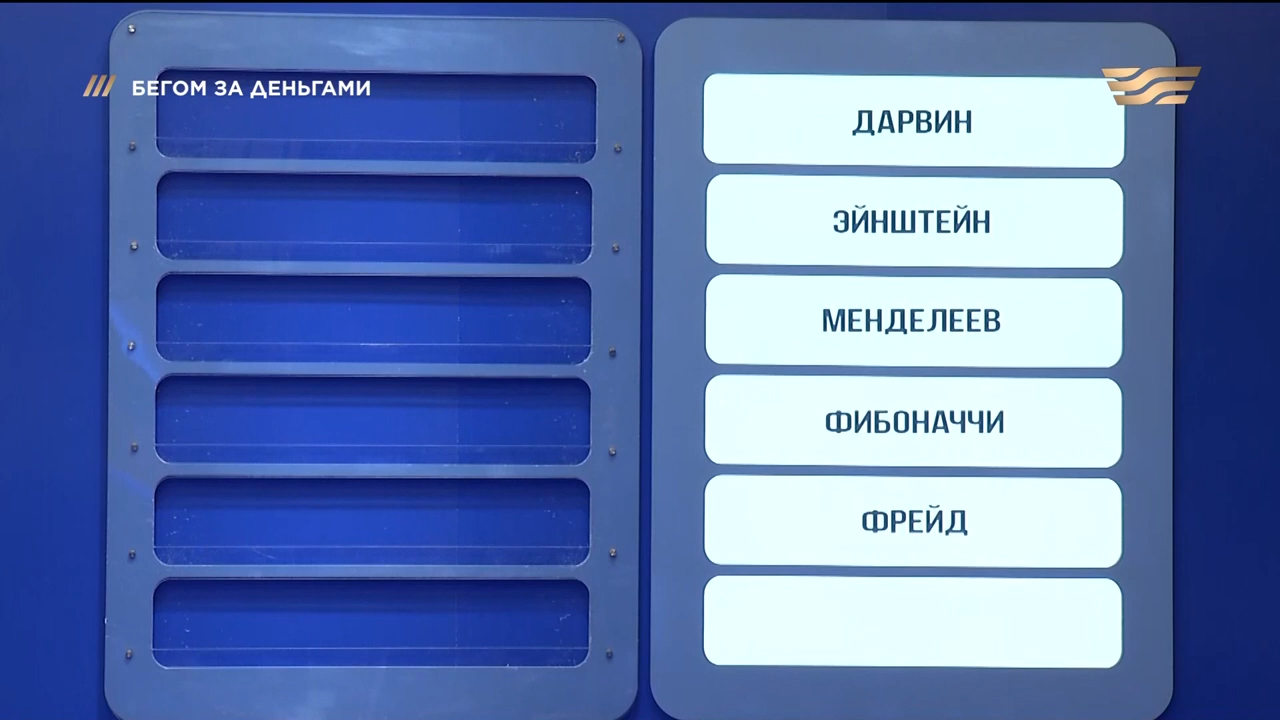 БЕГОМ ЗА ДЕНЬГАМИ
ДАРВИН
ЭЙНШТЕЙН
МЕНДЕЛЕЕВ
ФИБОНАЧЧИ
ФРЕЙД